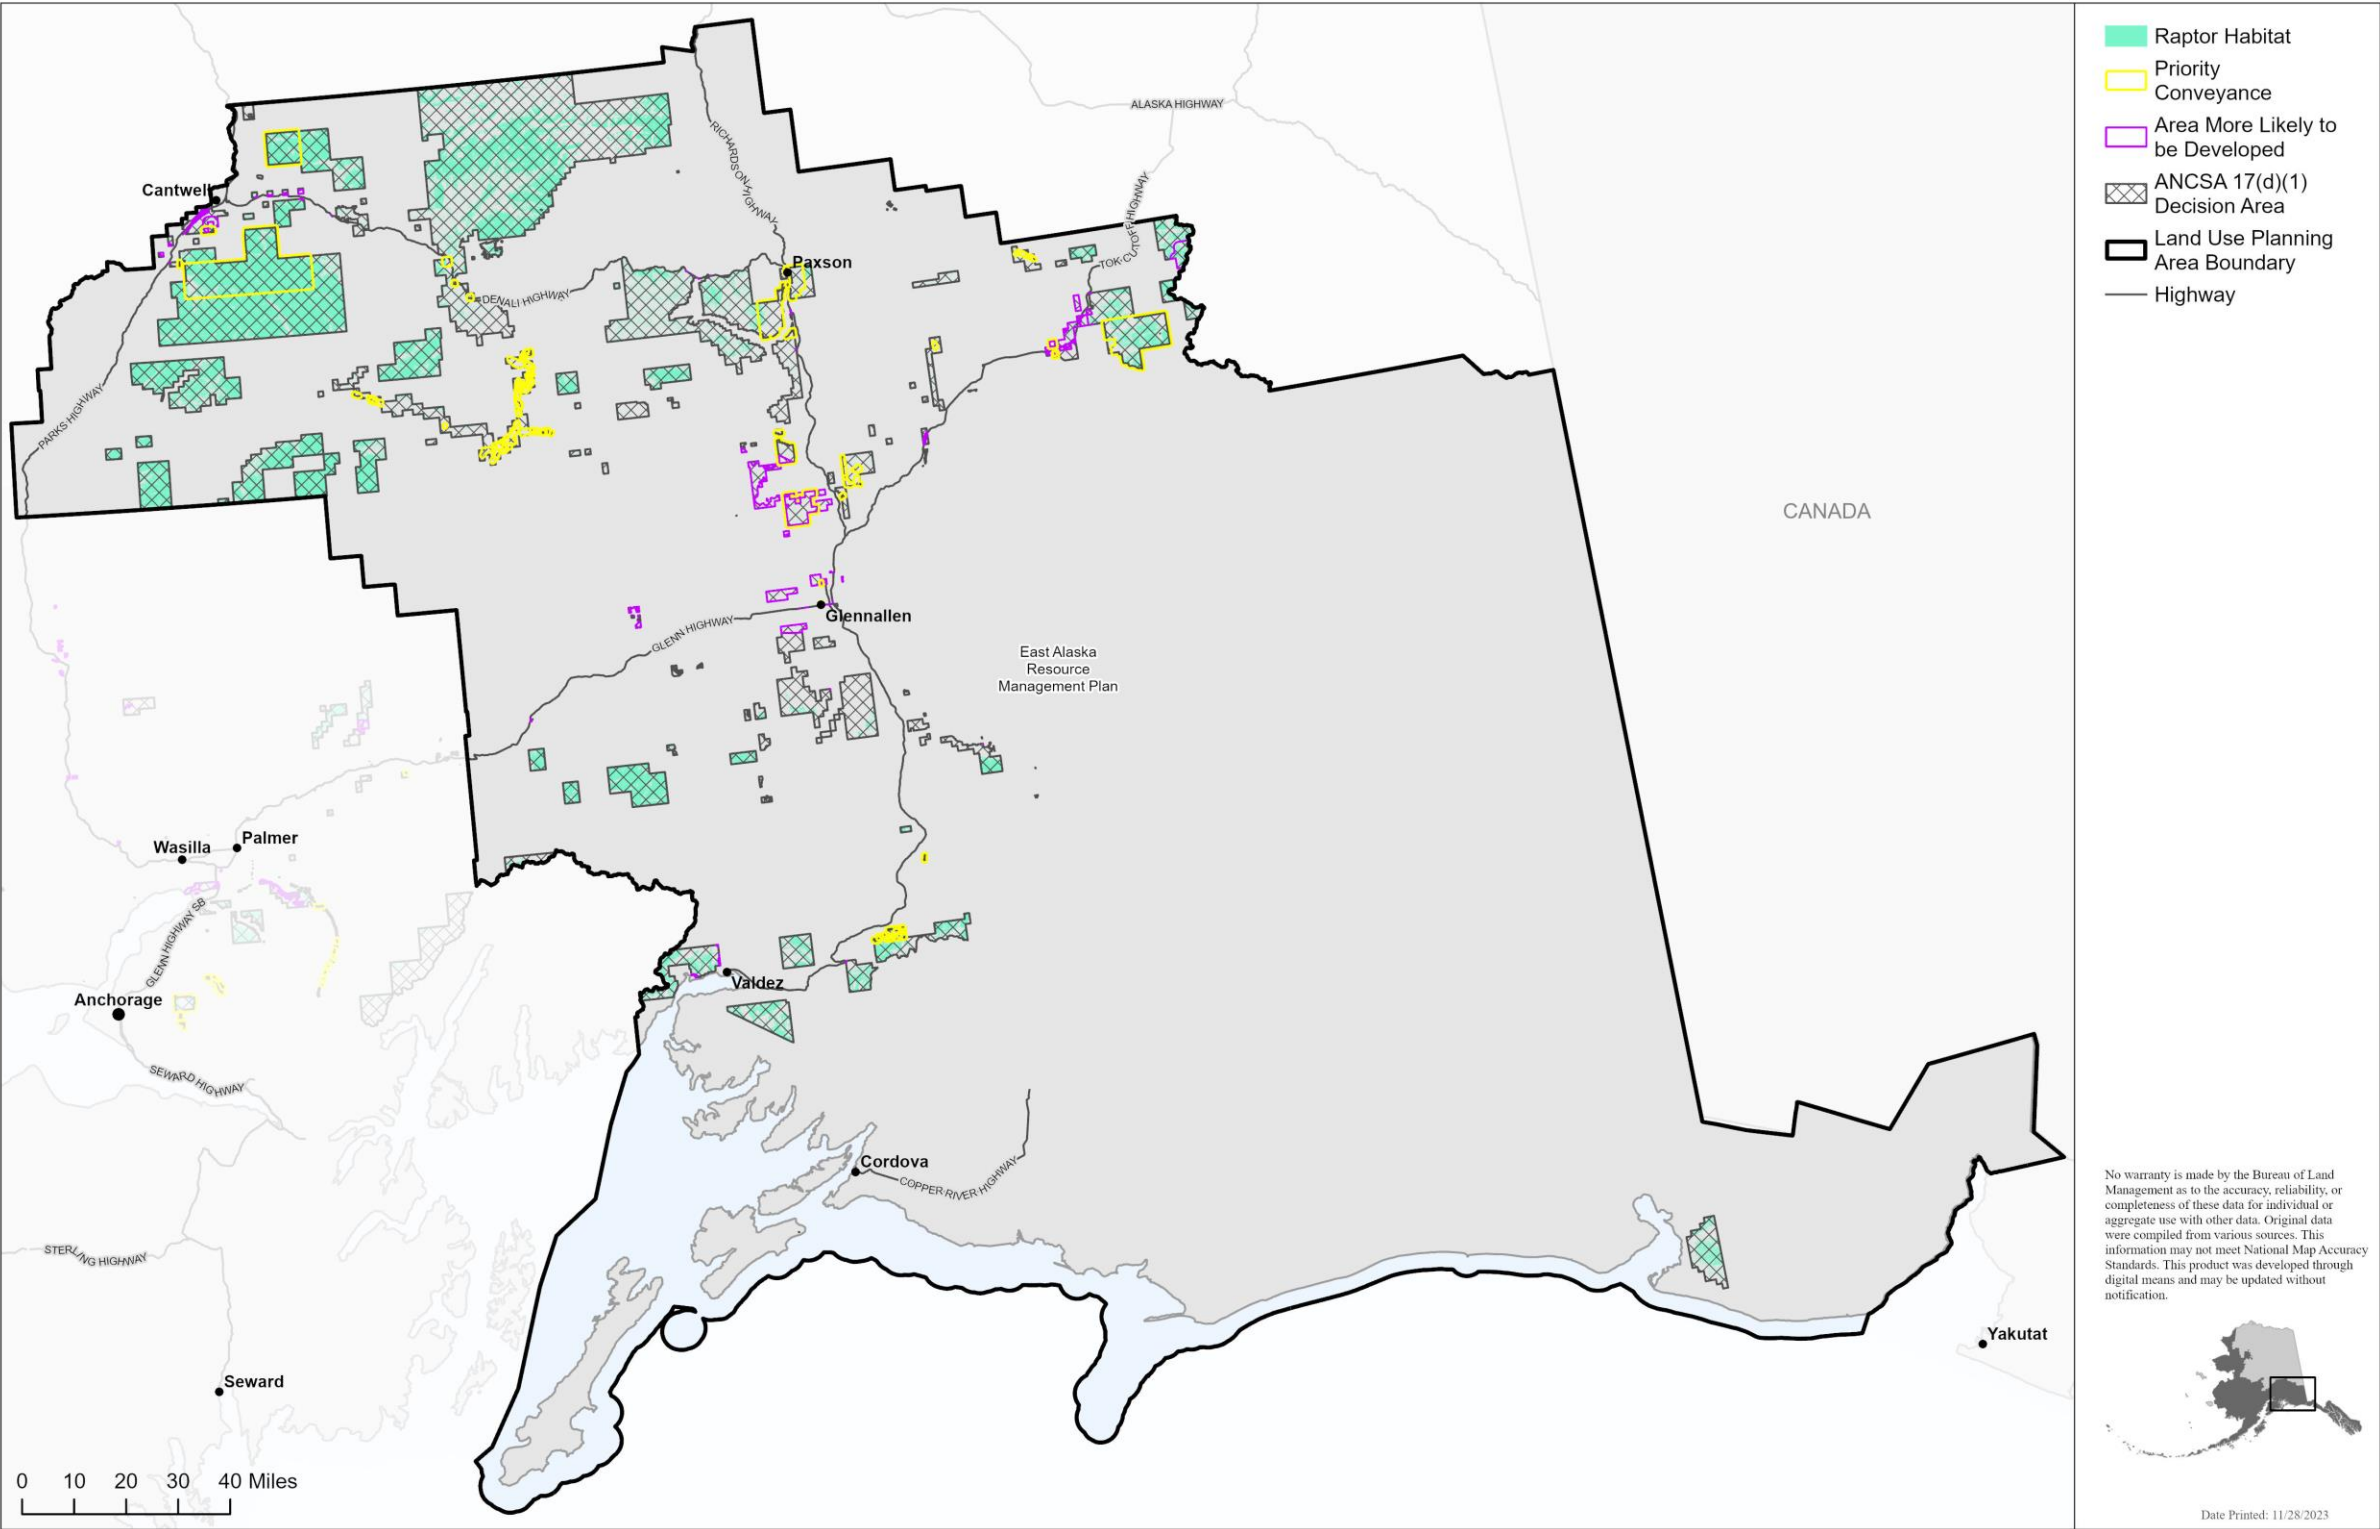 ALASKA HIGHWAY
RICHARDSON HIGHWAY
TOK CUTOFF HIGHWAY
Cantwell
Paxson
DENALI HIGHWAY
PARKS HIGHWAY
CANADA
Glennallen
GLENN HIGHWAY
East Alaska
Resource
Management Plan
Wasilla
Palmer
GLENN HIGHWAY SB
Anchorage
Valdez
SEWARD HIGHWAY
Cordova
COPPER RIVER HIGHWAY
STERLING HIGHWAY
Yakutat
Seward
0 10 20 30 40 Miles
Raptor Habitat
Priority
Conveyance
Area More Likely to
be Developed
ANCSA 17(d)(1)
Decision Area
Land Use Planning
Area Boundary
Highway
No warranty is made by the Bureau of Land
Management as to the accuracy, reliability, or
completeness of these data for individual or
aggregate use with other data. Original data
were compiled from various sources. This
information may not meet National Map Accuracy
Standards. This product was developed through
digital means and may be updated without
notification.
Date Printed: 11/28/2023